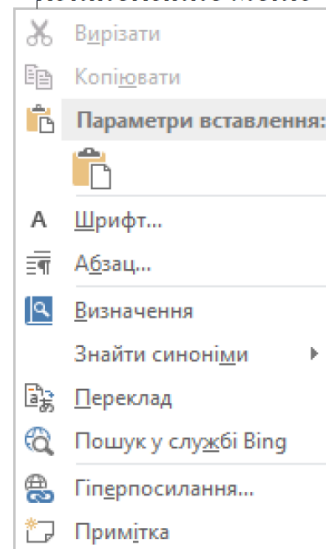 Вирізати
Копіювати
Параметри вставлення:
Шрифт...
Абзац...
Визначення
Знайти синоніми
Переклад
Пошук у службі Bing
Гіперпосилання...
Примітка